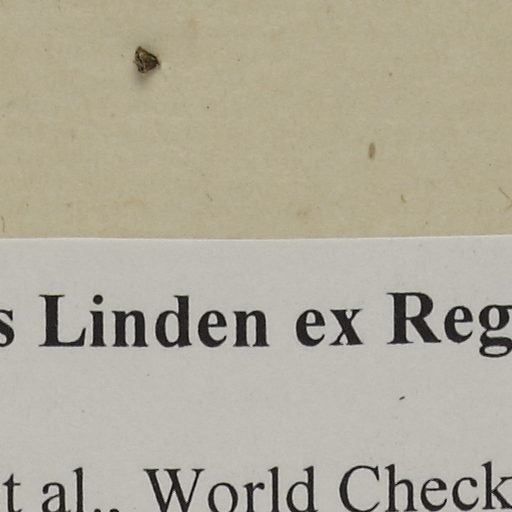 s Linden ex Reg
t al., World Check